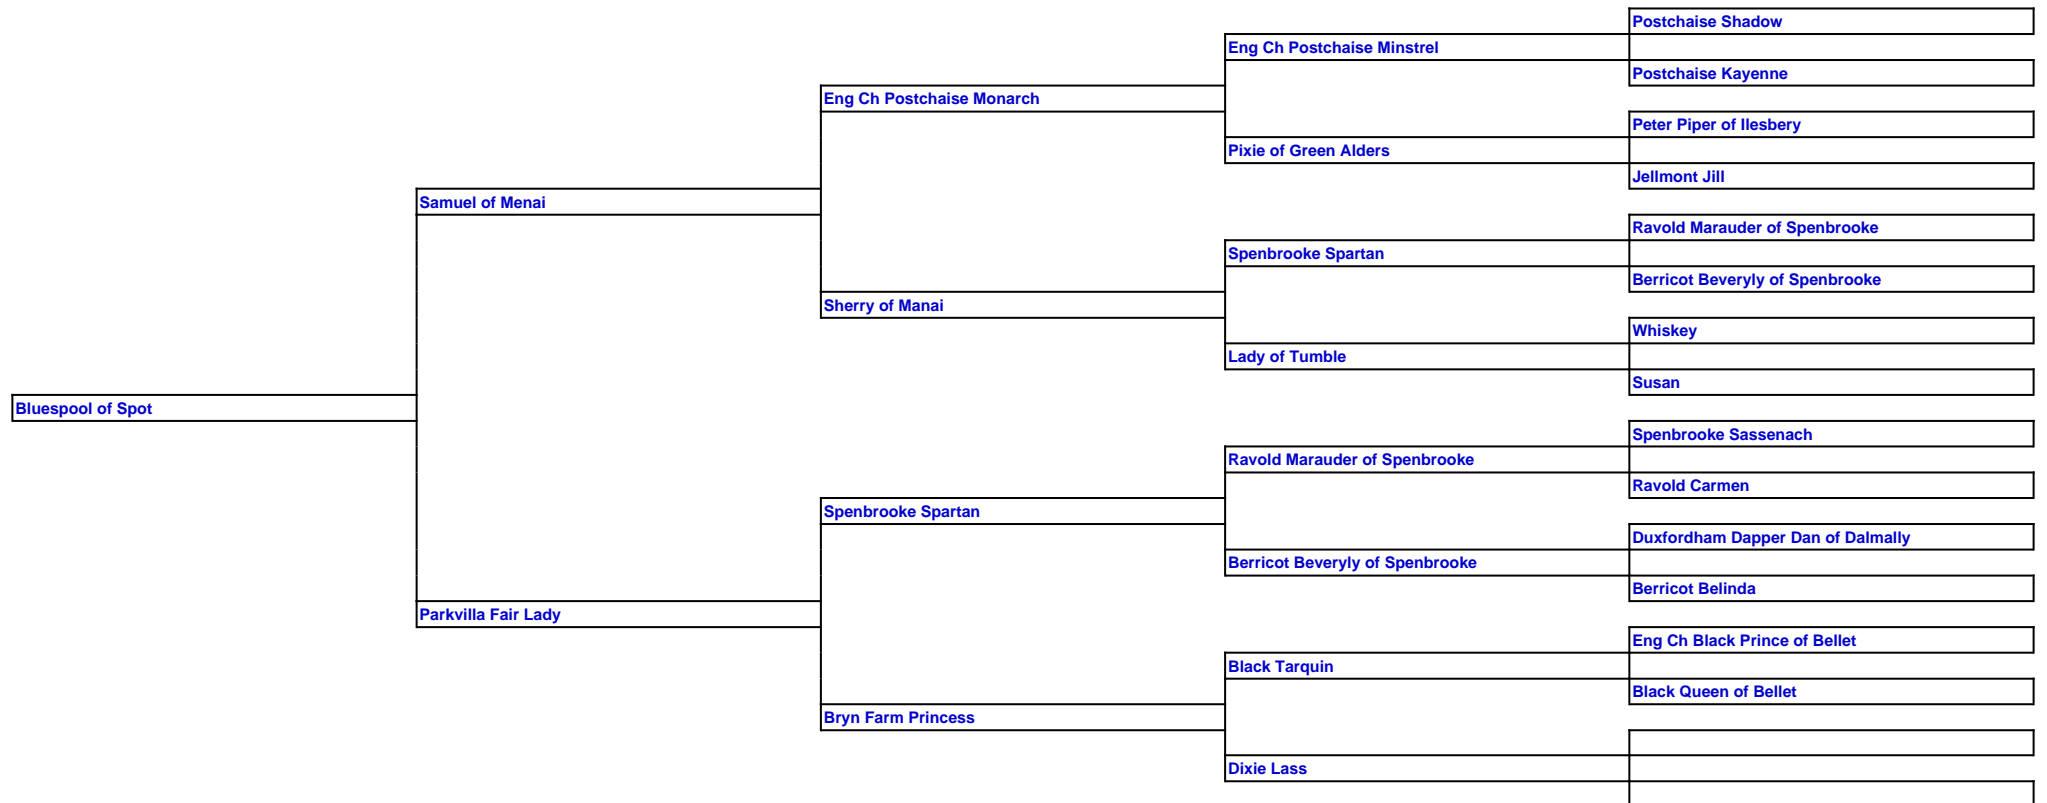 Postchaise Shadow
Eng Ch Postchaise Minstrel
Postchaise Kayenne
Eng Ch Postchaise Monarch
Peter Piper of Ilesbery
Pixie of Green Alders
Jellmont Jill
Samuel of Menai
Ravold Marauder of Spenbrooke
Spenbrooke Spartan
Berricot Beveryly of Spenbrooke
Sherry of Manai
Whiskey
Lady of Tumble
Susan
Bluespool of Spot
Spenbrooke Sassenach
Ravold Marauder of Spenbrooke
Ravold Carmen
Spenbrooke Spartan
Duxfordham Dapper Dan of Dalmally
Berricot Beveryly of Spenbrooke
Berricot Belinda
Parkvilla Fair Lady
Eng Ch Black Prince of Bellet
Black Tarquin
Black Queen of Bellet
Bryn Farm Princess
Dixie Lass